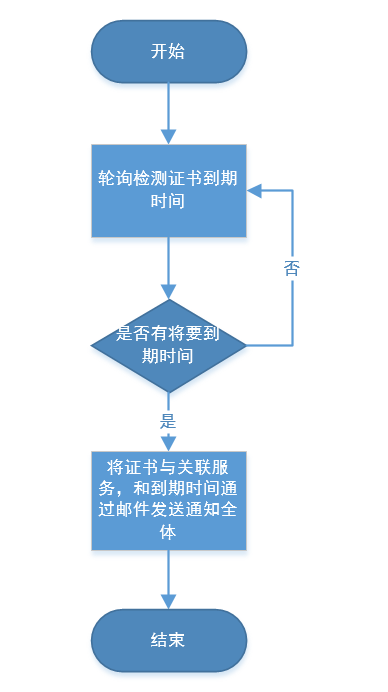 开始
轮询检测证书到期
时间
否
是否有将要到
期时间
是
将证书与关联服
务，和到期时间通
过邮件发送通知全
体
结束